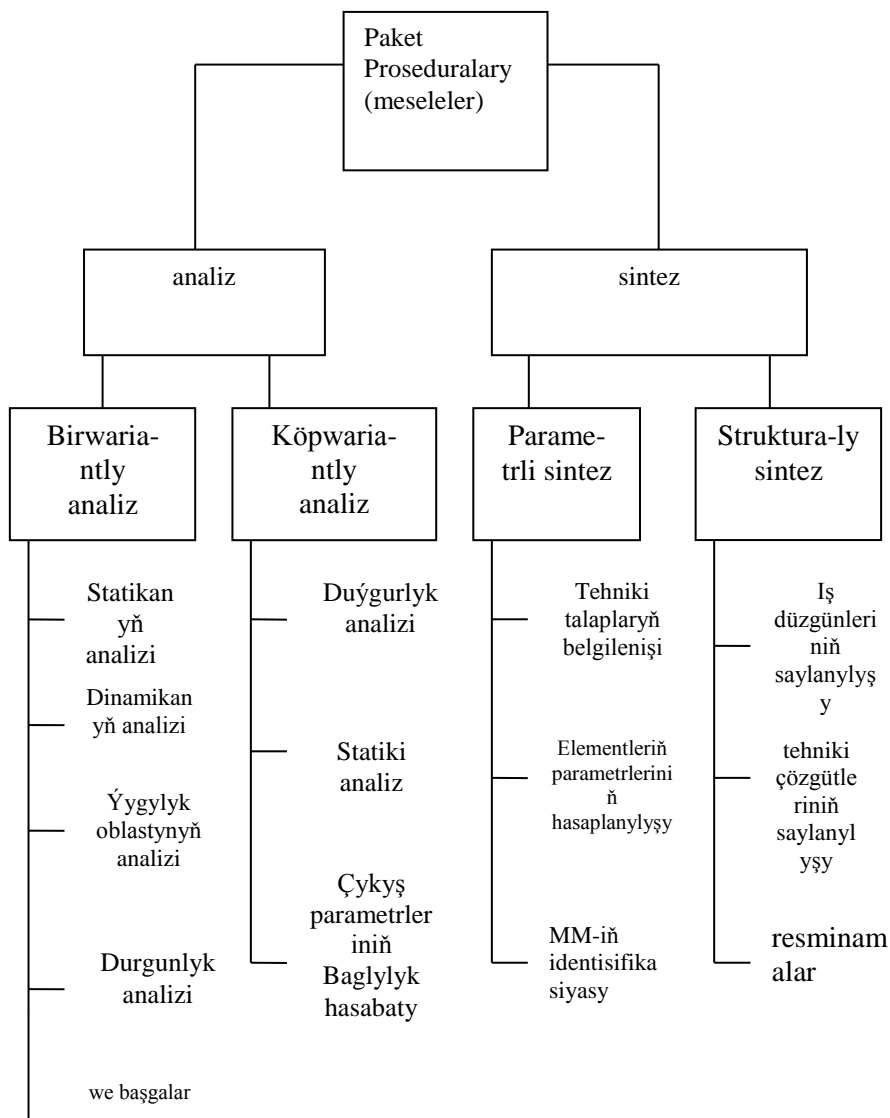 Paket
Proseduralary
(meseleler)
analiz
sintez
Birwaria-
ntly
analiz
Köpwaria-
ntly
analiz
Parame-
trli sintez
Struktura-ly
sintez
Statikan
yň
analizi
Dinamikan
yň analizi
Ýygylyk
oblastynyň
analizi
Durgunlyk
analizi
we başgalar
Duýgurlyk
analizi
Statiki
analiz
Çykyş
parametrler
iniň
Baglylyk
hasabaty
Tehniki
talaplaryň
belgilenişi
Elementleriň
parametrlerini
ň
hasaplanylyşy
MM-iň
identisifika
siyasy
Iş
düzgünleri
niň
saylanylyş
y
tehniki
çözgütle
riniň
saylanyl
yşy
resminam
alar